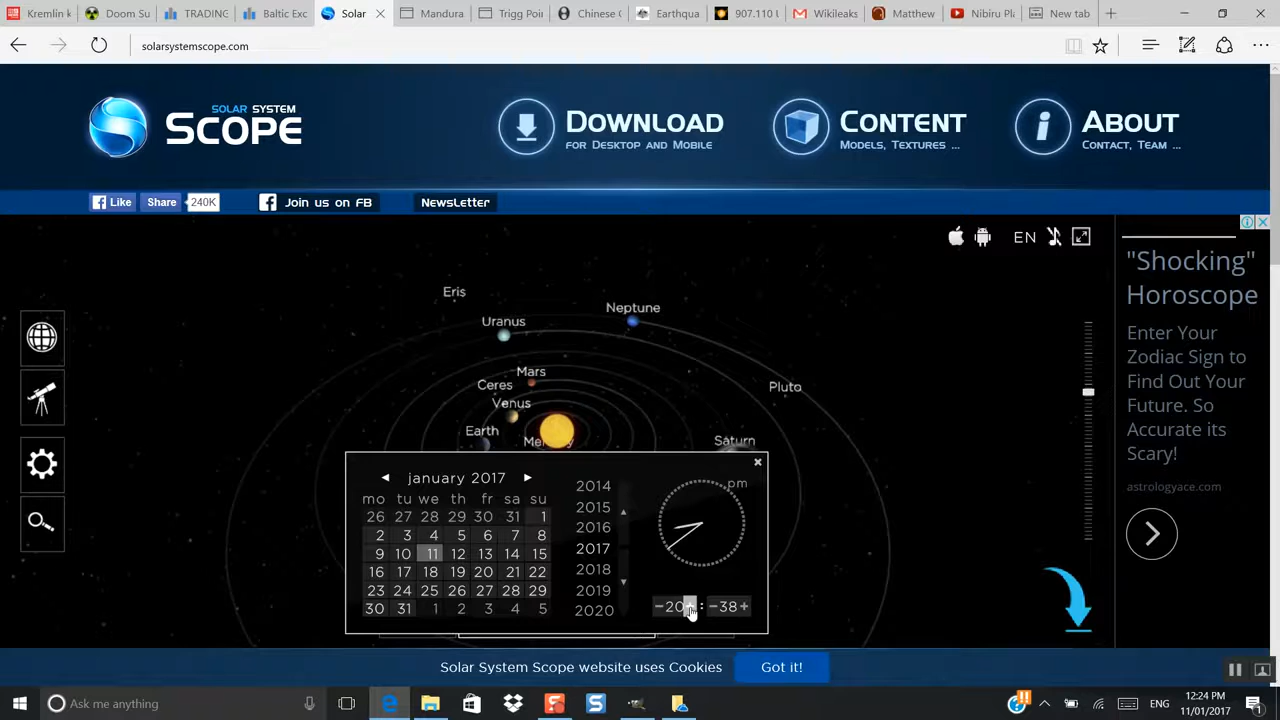 Kremlin k
Doom Su
TRADING
Baltic Exc
Solar
Mandura
Trigg Poin
Chinese C
Earthqua
907.110 U
Wikileaks
Matthew
Nibiru Pla
New tab
solarsystemscope.com
SOLAR SYSTEM
SCOPE
DOWNLOAD
FOR DESKTOP AND MOBILE
CONTENT
MODELS, TEXTURES ...
ABOUT
CONTACT, TEAM ...
Like
Share
240K
Join us on FB
NewsLetter
EN
Eris
Neptune
Uranus
Mars
Ceres
Pluto
Venus
Earth
Saturn
"Shocking"
Horoscope
Enter Your
Zodiac Sign to
Find Out Your
Future. So
Accurate its
Scary!
astrologyace.com
january 2017
mo tu we th fr sa su
26 27 28 29 30 31 1
2 3 4 5 6 7 8
9 10 11 12 13 14 15
16 17 18 19 20 21 22
23 24 25 26 27 28 29
30 31 1 2 3 4 5
2014
2015
2016
2017
2018
2019
2020
pm
20 : 38
Solar System Scope website uses Cookies
Got it!
Ask me anything
ENG
12:24 PM
11/01/2017